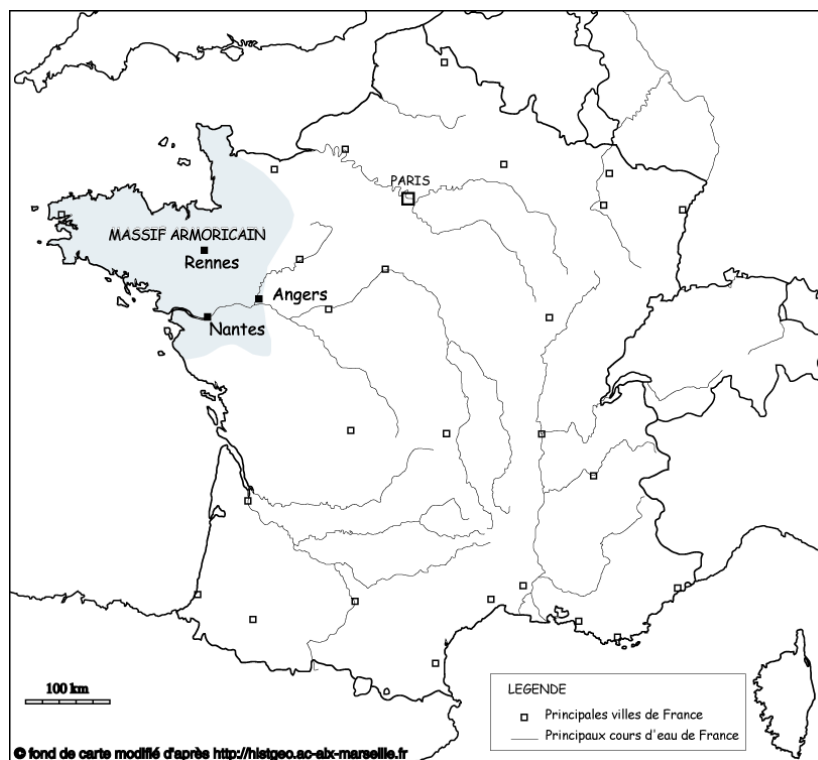 PARIS
MASSIF ARMORICAIN
Rennes
Angers
Nantes
100 km
LEGENDE
Principales villes de France
Principaux cours d'eau de France
© fond de carte modifié d'après http://histgeo.ac-aix-marseille.fr